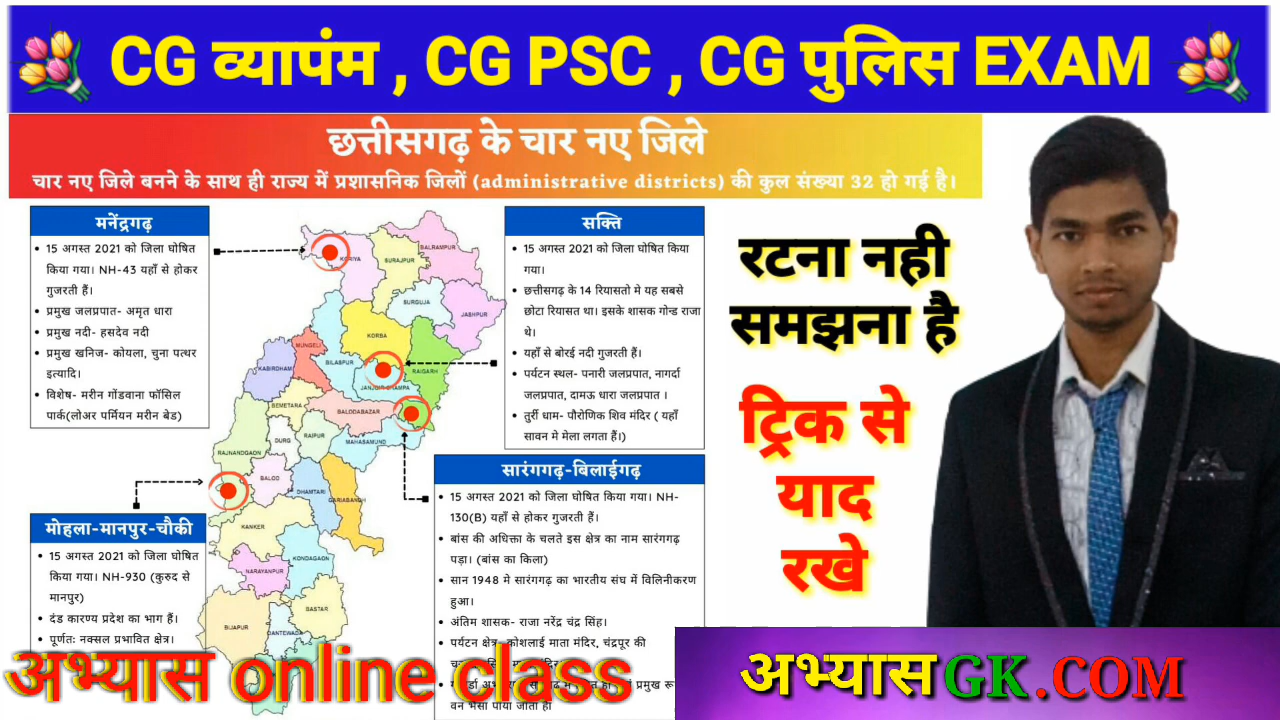 CG व्यापंम , CG PSC , CG पुलिस EXAM
छत्तीसगढ़ के चार नए जिले
चार नए जिले बनने के साथ ही राज्य में प्रशासनिक जिलों (administrative districts) की कुल संख्या 32 हो गई है।
मनेंद्रगढ़
15 अगस्त 2021 को जिला घोषित
किया गया। NH-43 यहाँ से होकर
गुजरती हैं।
प्रमुख जलप्रपात- अमृत धारा
प्रमुख नदी- हसदेव नदी
प्रमुख खनिज- कोयला, चुना पत्थर
इत्यादि।
विशेष- मरीन गोंडवाना फॉसिल
पार्क(लोअर पर्मियन मरीन बेड)
KORIYA
SURAJPUR
BALRAMPUR
SURGUJA
JASHPUR
KORBA
MUNGELI
BILASPUR
KABIRDHAM
JANJGIR-CHAMPA
RAIGARH
BEMETARA
BALODABAZAR
DURG
RAIPUR
MAHASAMUND
RAJNANDGAON
BALOD
DHAMTARI
GARIABANDH
KANKER
KONDAGAON
NARAYANPUR
BASTAR
BIJAPUR
DANTEWADA
सक्ति
15 अगस्त 2021 को जिला घोषित किया
गया।
छत्तीसगढ़ के 14 रियासतो मे यह सबसे
छोटा रियासत था। इसके शासक गोन्ड राजा
थे।
यहाँ से बोरई नदी गुजरती हैं।
पर्यटन स्थल- पनारी जलप्रपात, नागर्दा
जलप्रपात, दामऊ धारा जलप्रपात ।
तुर्री धाम- पौरोणिक शिव मंदिर ( यहाँ
सावन मे मेला लगता हैं।)
सारंगगढ़-बिलाईगढ़
15 अगस्त 2021 को जिला घोषित किया गया। NH-
130(B) यहाँ से होकर गुजरती हैं।
बांस की अधिक्ता के चलते इस क्षेत्र का नाम सारंगगढ़
पड़ा। (बांस का किला)
सान 1948 मे सारंगगढ़ का भारतीय संघ में विलिनीकरण
हुआ।
अंतिम शासक- राजा नरेंद्र चंद्र सिंह।
पर्यटन क्षेत्र- कोशलाई माता मंदिर, चंद्रपूर की
प्रमुख
वन भैंसा पाया जाता हैं।
मोहला-मानपुर-चौकी
15 अगस्त 2021 को जिला घोषित
किया गया। NH-930 (कुरुद से
मानपुर)
दंड कारण्य प्रदेश का भाग हैं।
पूर्णतः नक्सल प्रभावित क्षेत्र।
रटना नही
समझना है
ट्रिक से
याद
रखे
अभ्यास online class
अभ्यास GK.COM